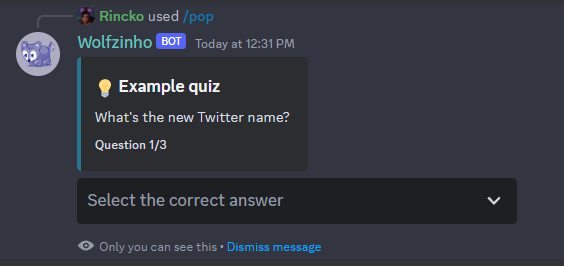 Rincko used /pop
Wolfzinho BOT Today at 12:31 PM
Example quiz
What's the new Twitter name?
Question 1/3
Select the correct answer
Only you can see this • Dismiss message